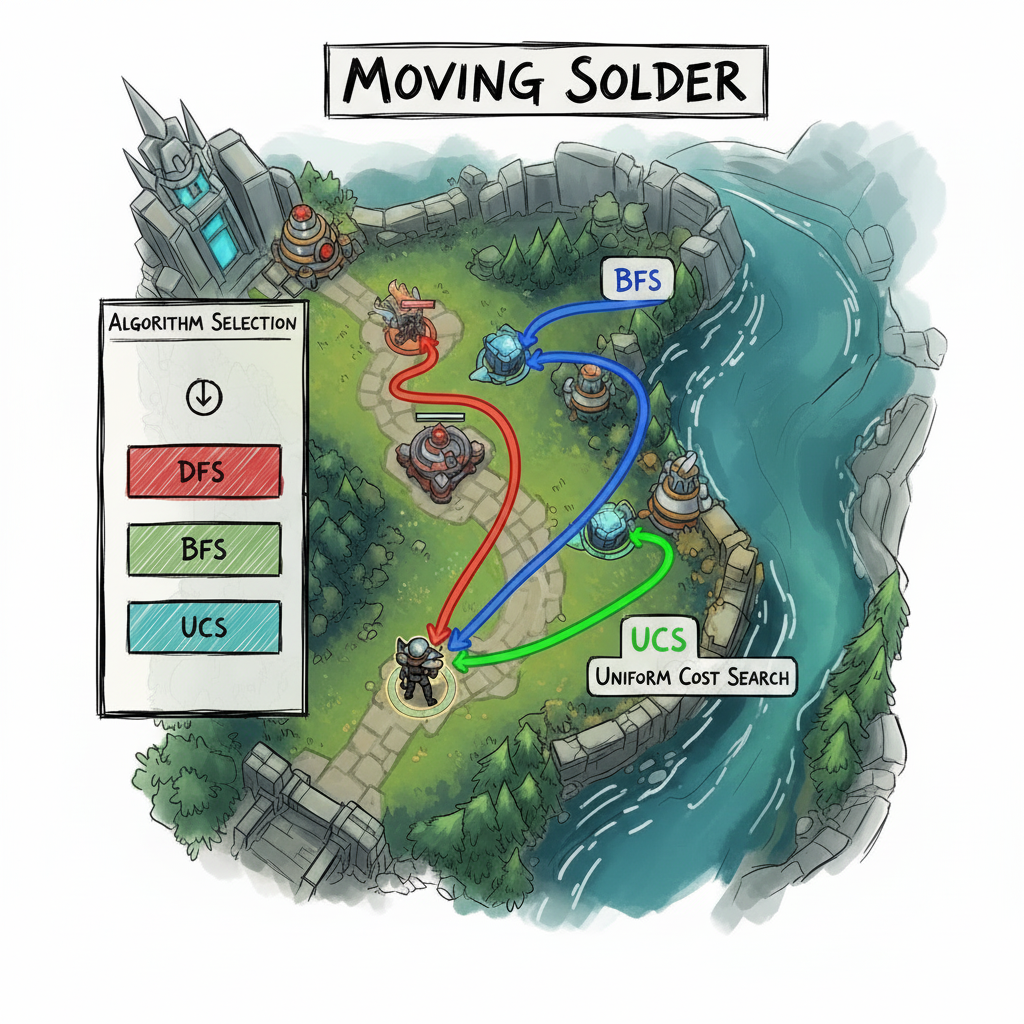 MOVING SOLDER
BFS
ALGORITHM SELECTION
DFS
BFS
UCS
UCS
UNIFORM COST SEARCH